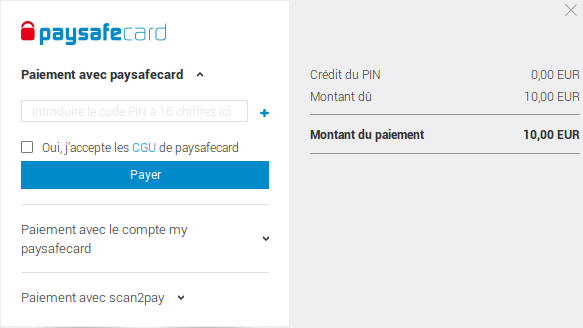 paysafecard
Paiement avec paysafecard
Introduire le code PIN à 16 chiffres ici
Oui, j'accepte les CGU de paysafecard
Payer
Paiement avec le compte my
paysafecard
Paiement avec scan2pay
Crédit du PIN 0,00 EUR
Montant dû 10,00 EUR
Montant du paiement 10,00 EUR